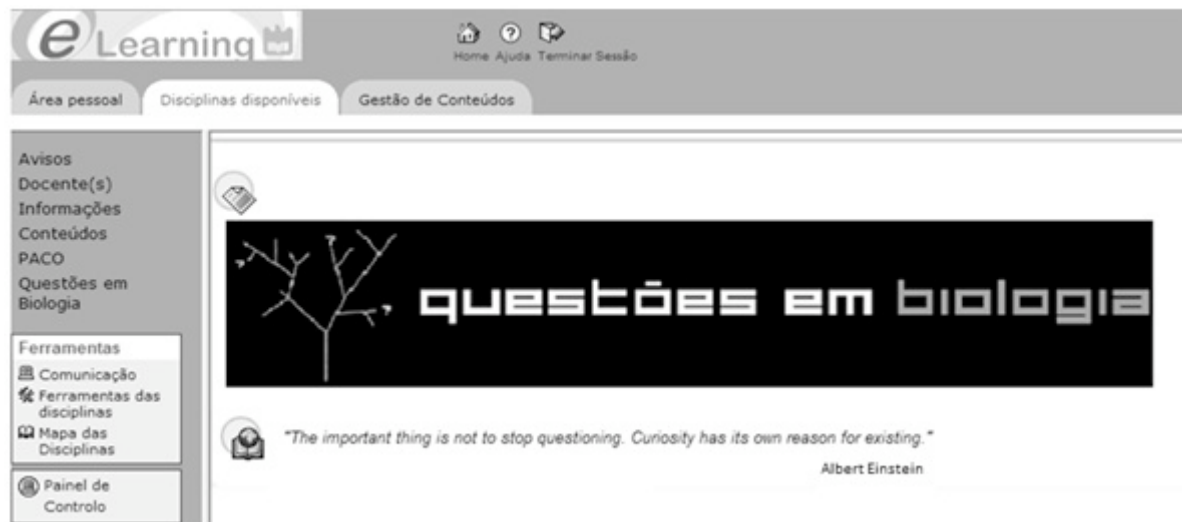 e Learning
Home Ajuda Terminar Sessão
Área pessoal Disciplinas disponíveis Gestão de Conteúdos
Avisos
Docente(s)
Informações
Conteúdos
PACO
Questões em
Biologia
Ferramentas
Comunicação
Ferramentas das
disciplinas
Mapa das
Disciplinas
Painel de
Controlo
questões em biologia
"The important thing is not to stop questioning. Curiosity has its own reason for existing."
Albert Einstein